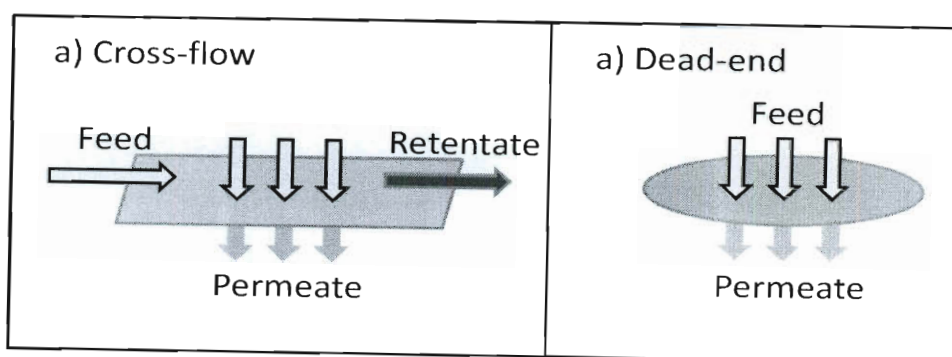 a) Cross-flow
Feed
Retentate
Permeate
a) Dead-end
Feed
Permeate